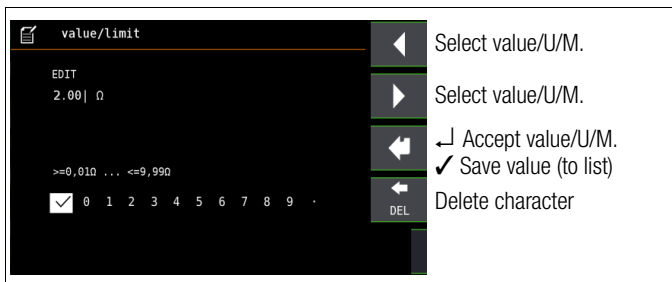 value/limit
EDIT
2.00| Ω
>=0,01Ω ... <=9,99Ω
✓ 0 1 2 3 4 5 6 7 8 9 ·
DEL
Select value/U/M.
Select value/U/M.
↵ Accept value/U/M.
✓ Save value (to list)
Delete character